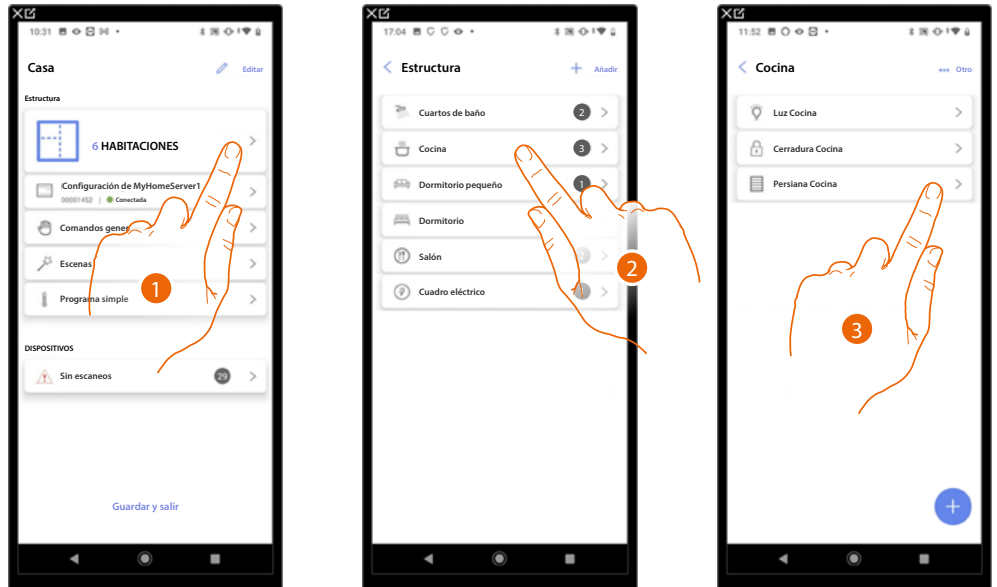 10:31
Casa
Editar
Estructura
6 HABITACIONES
Configuración de MyHomeServer1
00001452 | Conectada
Comandos gener
Escenas
1
Programa simple
DISPOSITIVOS
Sin escaneos 29
Guardar y salir
17:04
Estructura
Añadir
Cuartos de baño 2
Cocina 3
Dormitorio pequeño 1
Dormitorio
Salón 2
2
Cuadro eléctrico
11:52
Cocina
Otro
Luz Cocina
Cerradura Cocina
Persiana Cocina
3